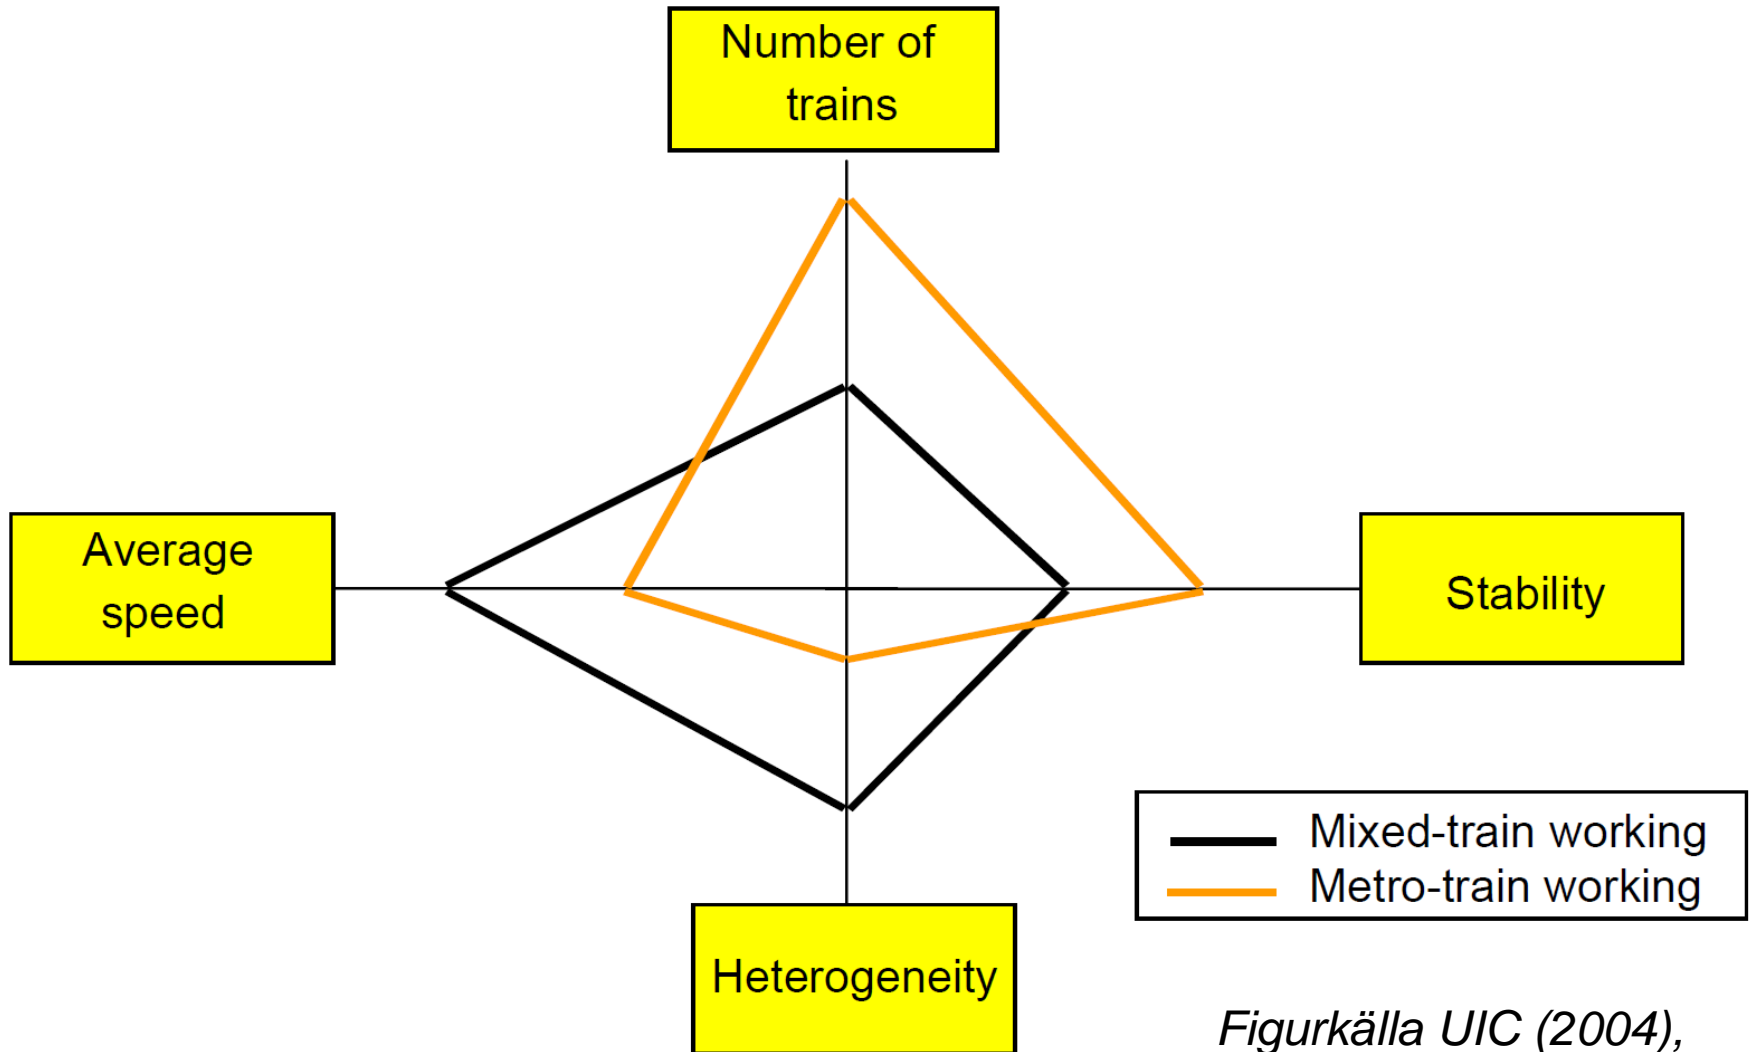 Number of
trains
Average
speed
Stability
Heterogeneity
Mixed-train working
Metro-train working
Figurkälla UIC (2004),